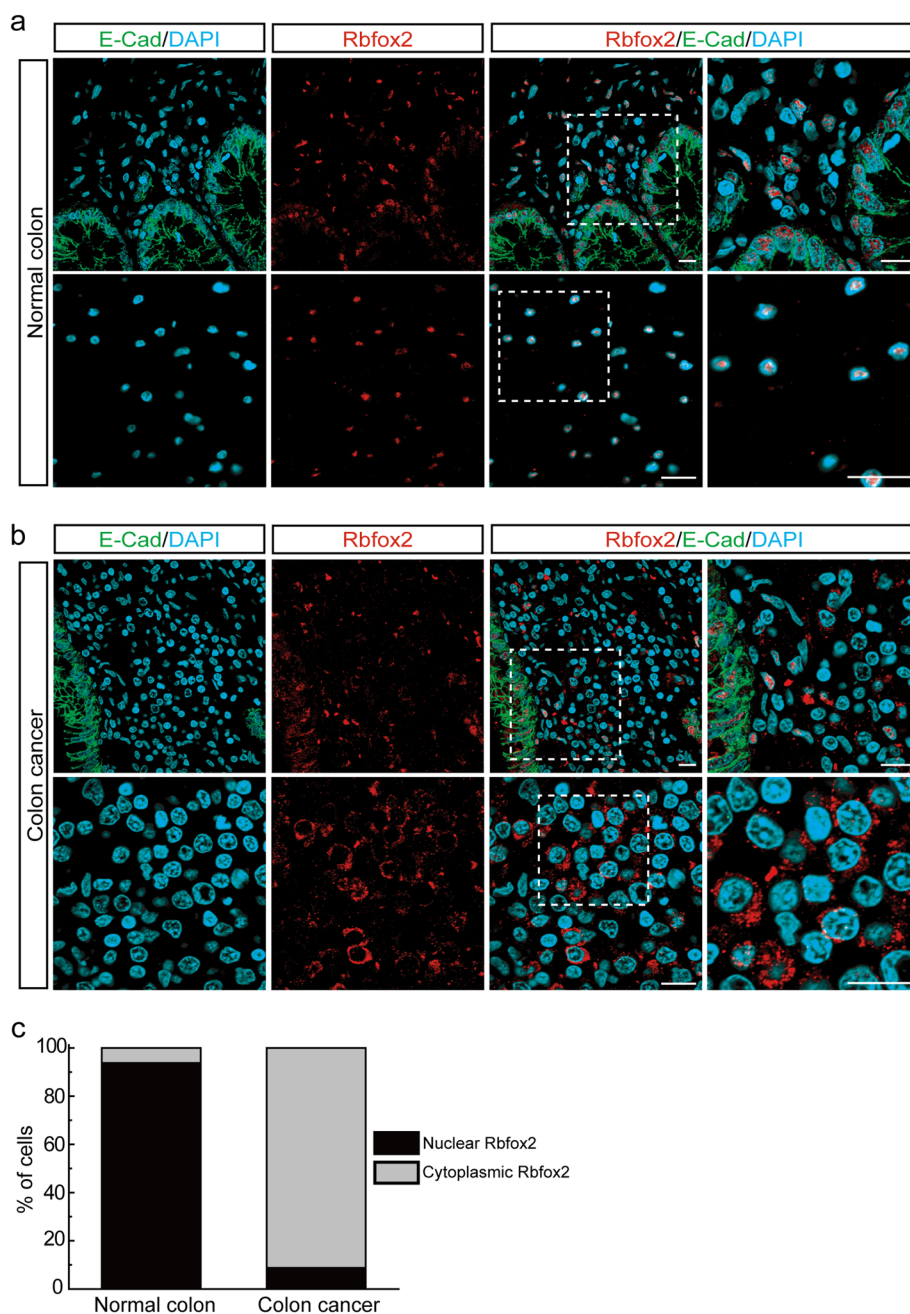 a
E-Cad/DAPI
Rbfox2
Rbfox2/E-Cad/DAPI
Normal colon
b
E-Cad/DAPI
Rbfox2
Rbfox2/E-Cad/DAPI
Colon cancer
c
% of cells
100
80
60
40
20
0
Normal colon
Colon cancer
Nuclear Rbfox2
Cytoplasmic Rbfox2